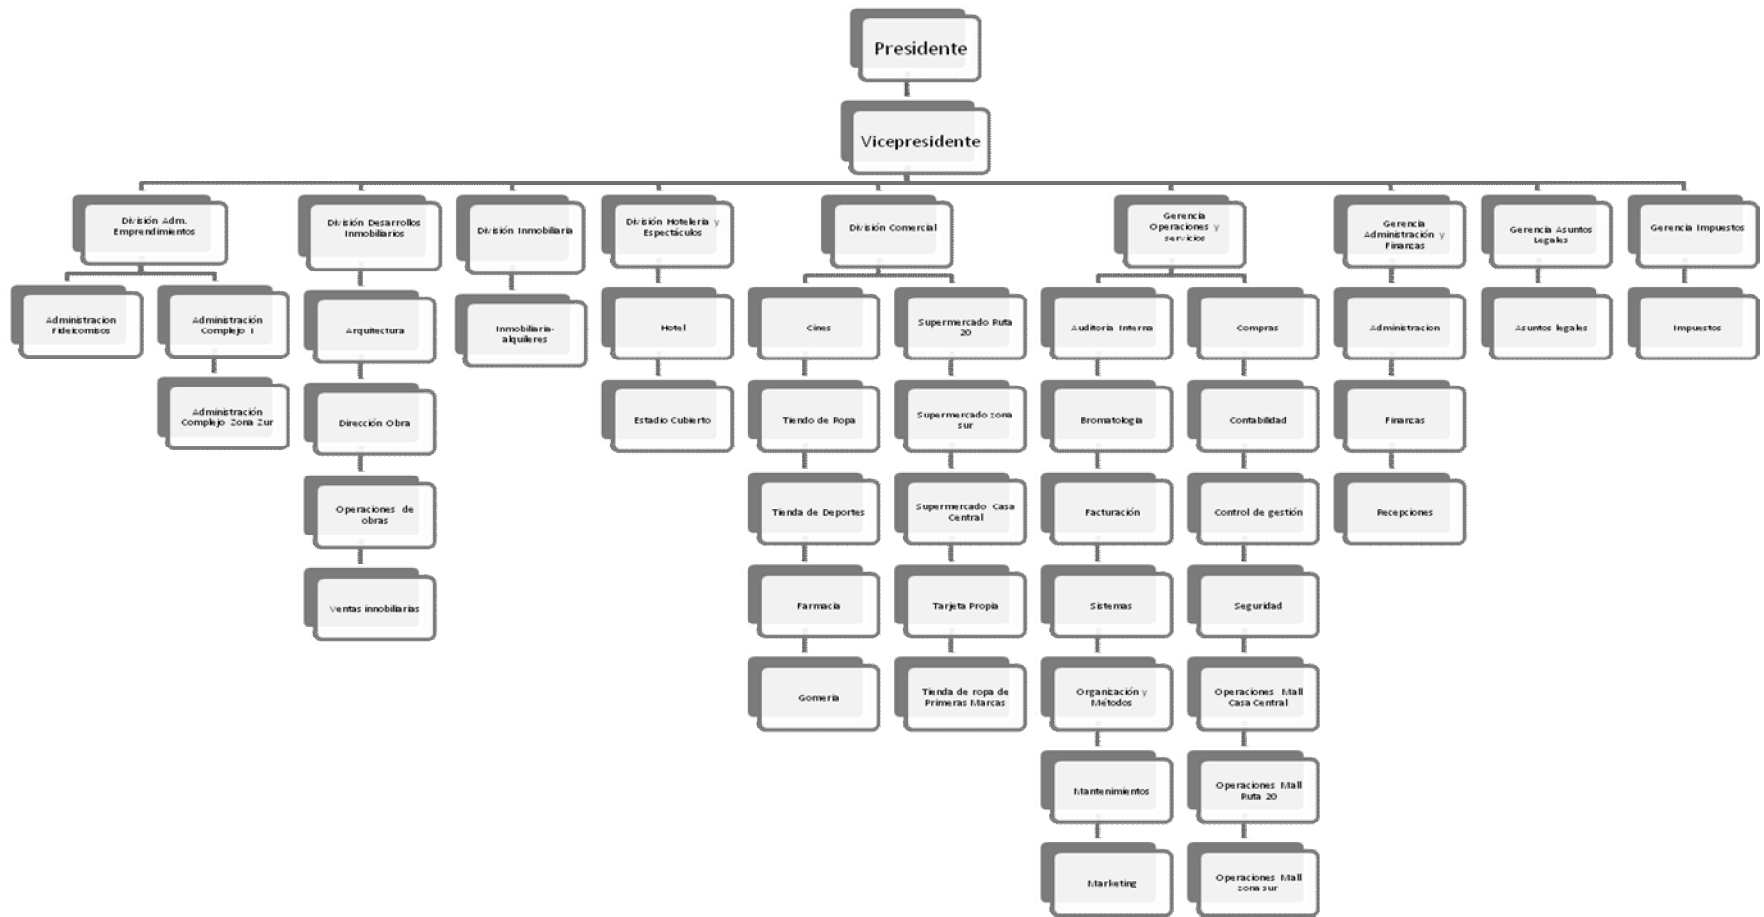 Presidente
Vicepresidente
División Adm.
Emprendimientos
División Desarrollos
Inmobiliarios
División Inmobiliaria
División Hotelería y
Espectáculos
División Comercial
Gerencia
Operaciones y
servicios
Gerencia
Administración y
Finanzas
Gerencia Asuntos
Legales
Gerencia Impuestos
Administracion
Fideicomisos
Administración
Complejo 1
Arquitectura
Inmobiliaria-
alquileres
Hotel
Cines
Supermercado Ruta
20
Auditoría Interna
Compras
Administracion
Asuntos legales
Impuestos
Administración
Complejo Zona Zur
Dirección Obra
Estadio Cubierto
Tiendo de Ropa
Supermercado zona
sur
Bromatología
Contabilidad
Finanzas
Operaciones de
obras
Tienda de Deportes
Supermercado Casa
Central
Facturación
Control de gestión
Recepciones
Ventas innobiliarias
Farmacia
Tarjeta Propia
Sistemas
Seguridad
Gomeria
Tienda de ropa de
Primeras Marcas
Organización y
Métodos
Operaciones Mall
Casa Central
Mantenimientos
Operaciones Mall
Ruta 20
Marketing
Operaciones Mall
zona sur